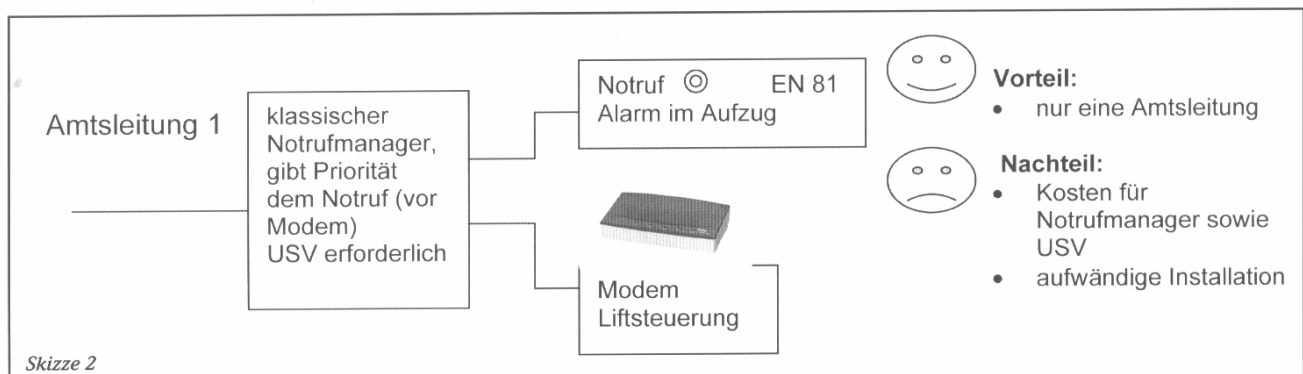 Amtsleitung 1
klassischer
Notrufmanager,
gibt Priorität
dem Notruf (vor
Modem)
USV erforderlich
Notruf EN 81
Alarm im Aufzug
Modem
Liftsteuerung
Vorteil:
• nur eine Amtsleitung
Nachteil:
• Kosten für
Notrufmanager sowie
USV
• aufwändige Installation
Skizze 2